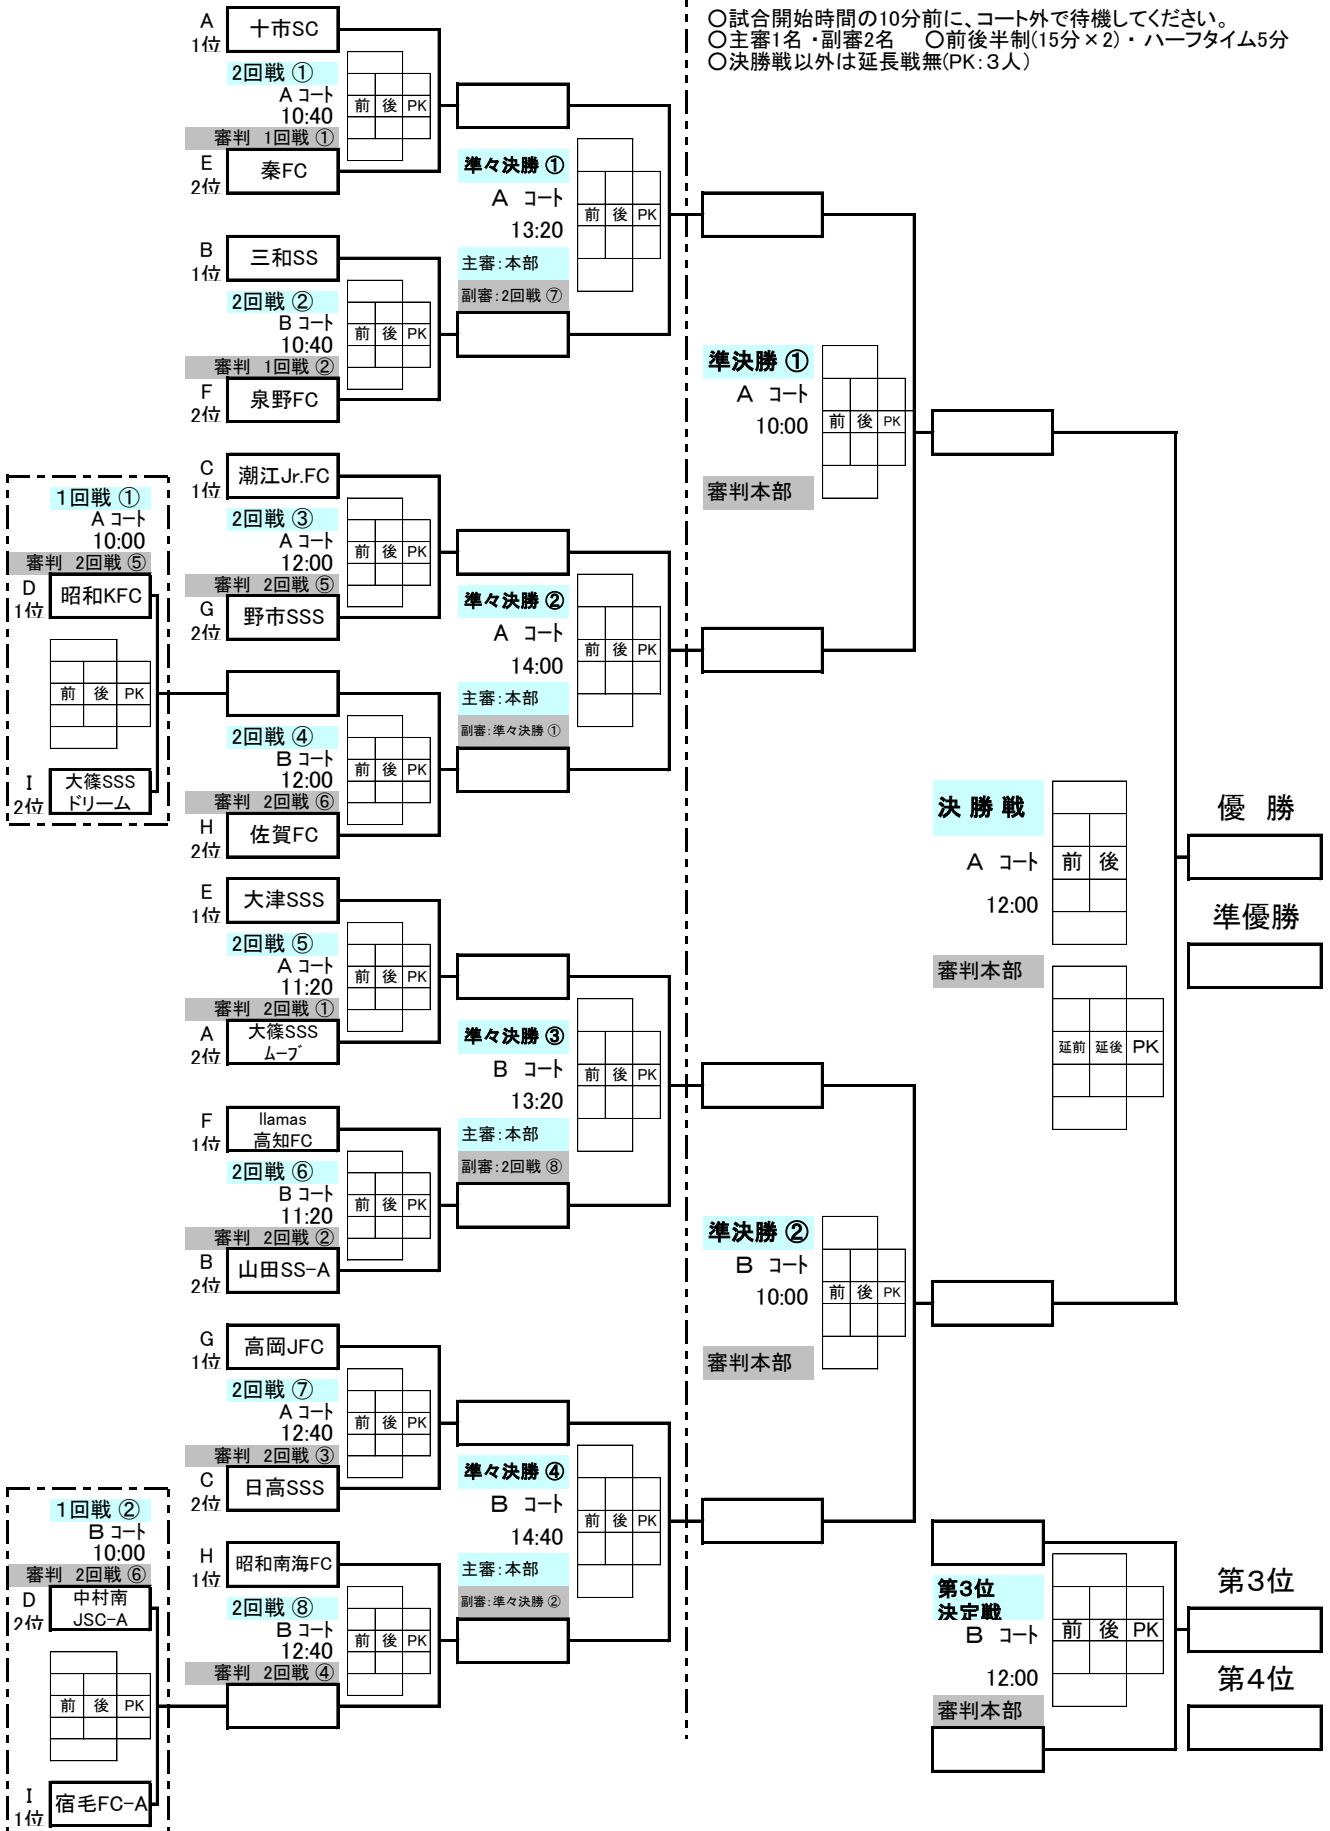 ○試合開始時間の10分前に、コート外で待機してください。
○主審1名・副審2名　○前後半制(15分×2)・ハーフタイム5分
○決勝戦以外は延長戦無(PK:3人)
1回戦 ①
A コート
10:00
審判 2回戦 ⑤
D
1位
昭和KFC
前 後 PK
I
2位
大篠SSS
ドリーム
1回戦 ②
B コート
10:00
審判 2回戦 ⑥
D
2位
中村南
JSC-A
前 後 PK
I
1位
宿毛FC-A
A
1位
十市SC
2回戦 ①
A コート
10:40
審判 1回戦 ①
前 後 PK
E
2位
秦FC
B
1位
三和SS
2回戦 ②
B コート
10:40
審判 1回戦 ②
前 後 PK
F
2位
泉野FC
C
1位
潮江Jr.FC
2回戦 ③
A コート
12:00
審判 2回戦 ⑤
前 後 PK
G
2位
野市SSS
2回戦 ④
B コート
12:00
審判 2回戦 ⑥
前 後 PK
H
2位
佐賀FC
E
1位
大津SSS
2回戦 ⑤
A コート
11:20
審判 2回戦 ①
前 後 PK
A
2位
大篠SSS
ムーブ
F
1位
llamas
高知FC
2回戦 ⑥
B コート
11:20
審判 2回戦 ②
前 後 PK
B
2位
山田SS-A
G
1位
高岡JFC
2回戦 ⑦
A コート
12:40
審判 2回戦 ③
前 後 PK
C
2位
日高SSS
H
1位
昭和南海FC
2回戦 ⑧
B コート
12:40
審判 2回戦 ④
前 後 PK
準々決勝 ①
A コート
13:20
主審:本部
副審:2回戦 ⑦
前 後 PK
準々決勝 ②
A コート
14:00
主審:本部
副審:準々決勝 ①
前 後 PK
準々決勝 ③
B コート
13:20
主審:本部
副審:2回戦 ⑧
前 後 PK
準々決勝 ④
B コート
14:40
主審:本部
副審:準々決勝 ②
前 後 PK
準決勝 ①
A コート
10:00
審判本部
前 後 PK
準決勝 ②
B コート
10:00
審判本部
前 後 PK
決 勝 戦
A コート
12:00
審判本部
前 後
延前 延後 PK
優 勝
準優勝
第3位
決定戦
B コート
12:00
審判本部
前 後 PK
第3位
第4位